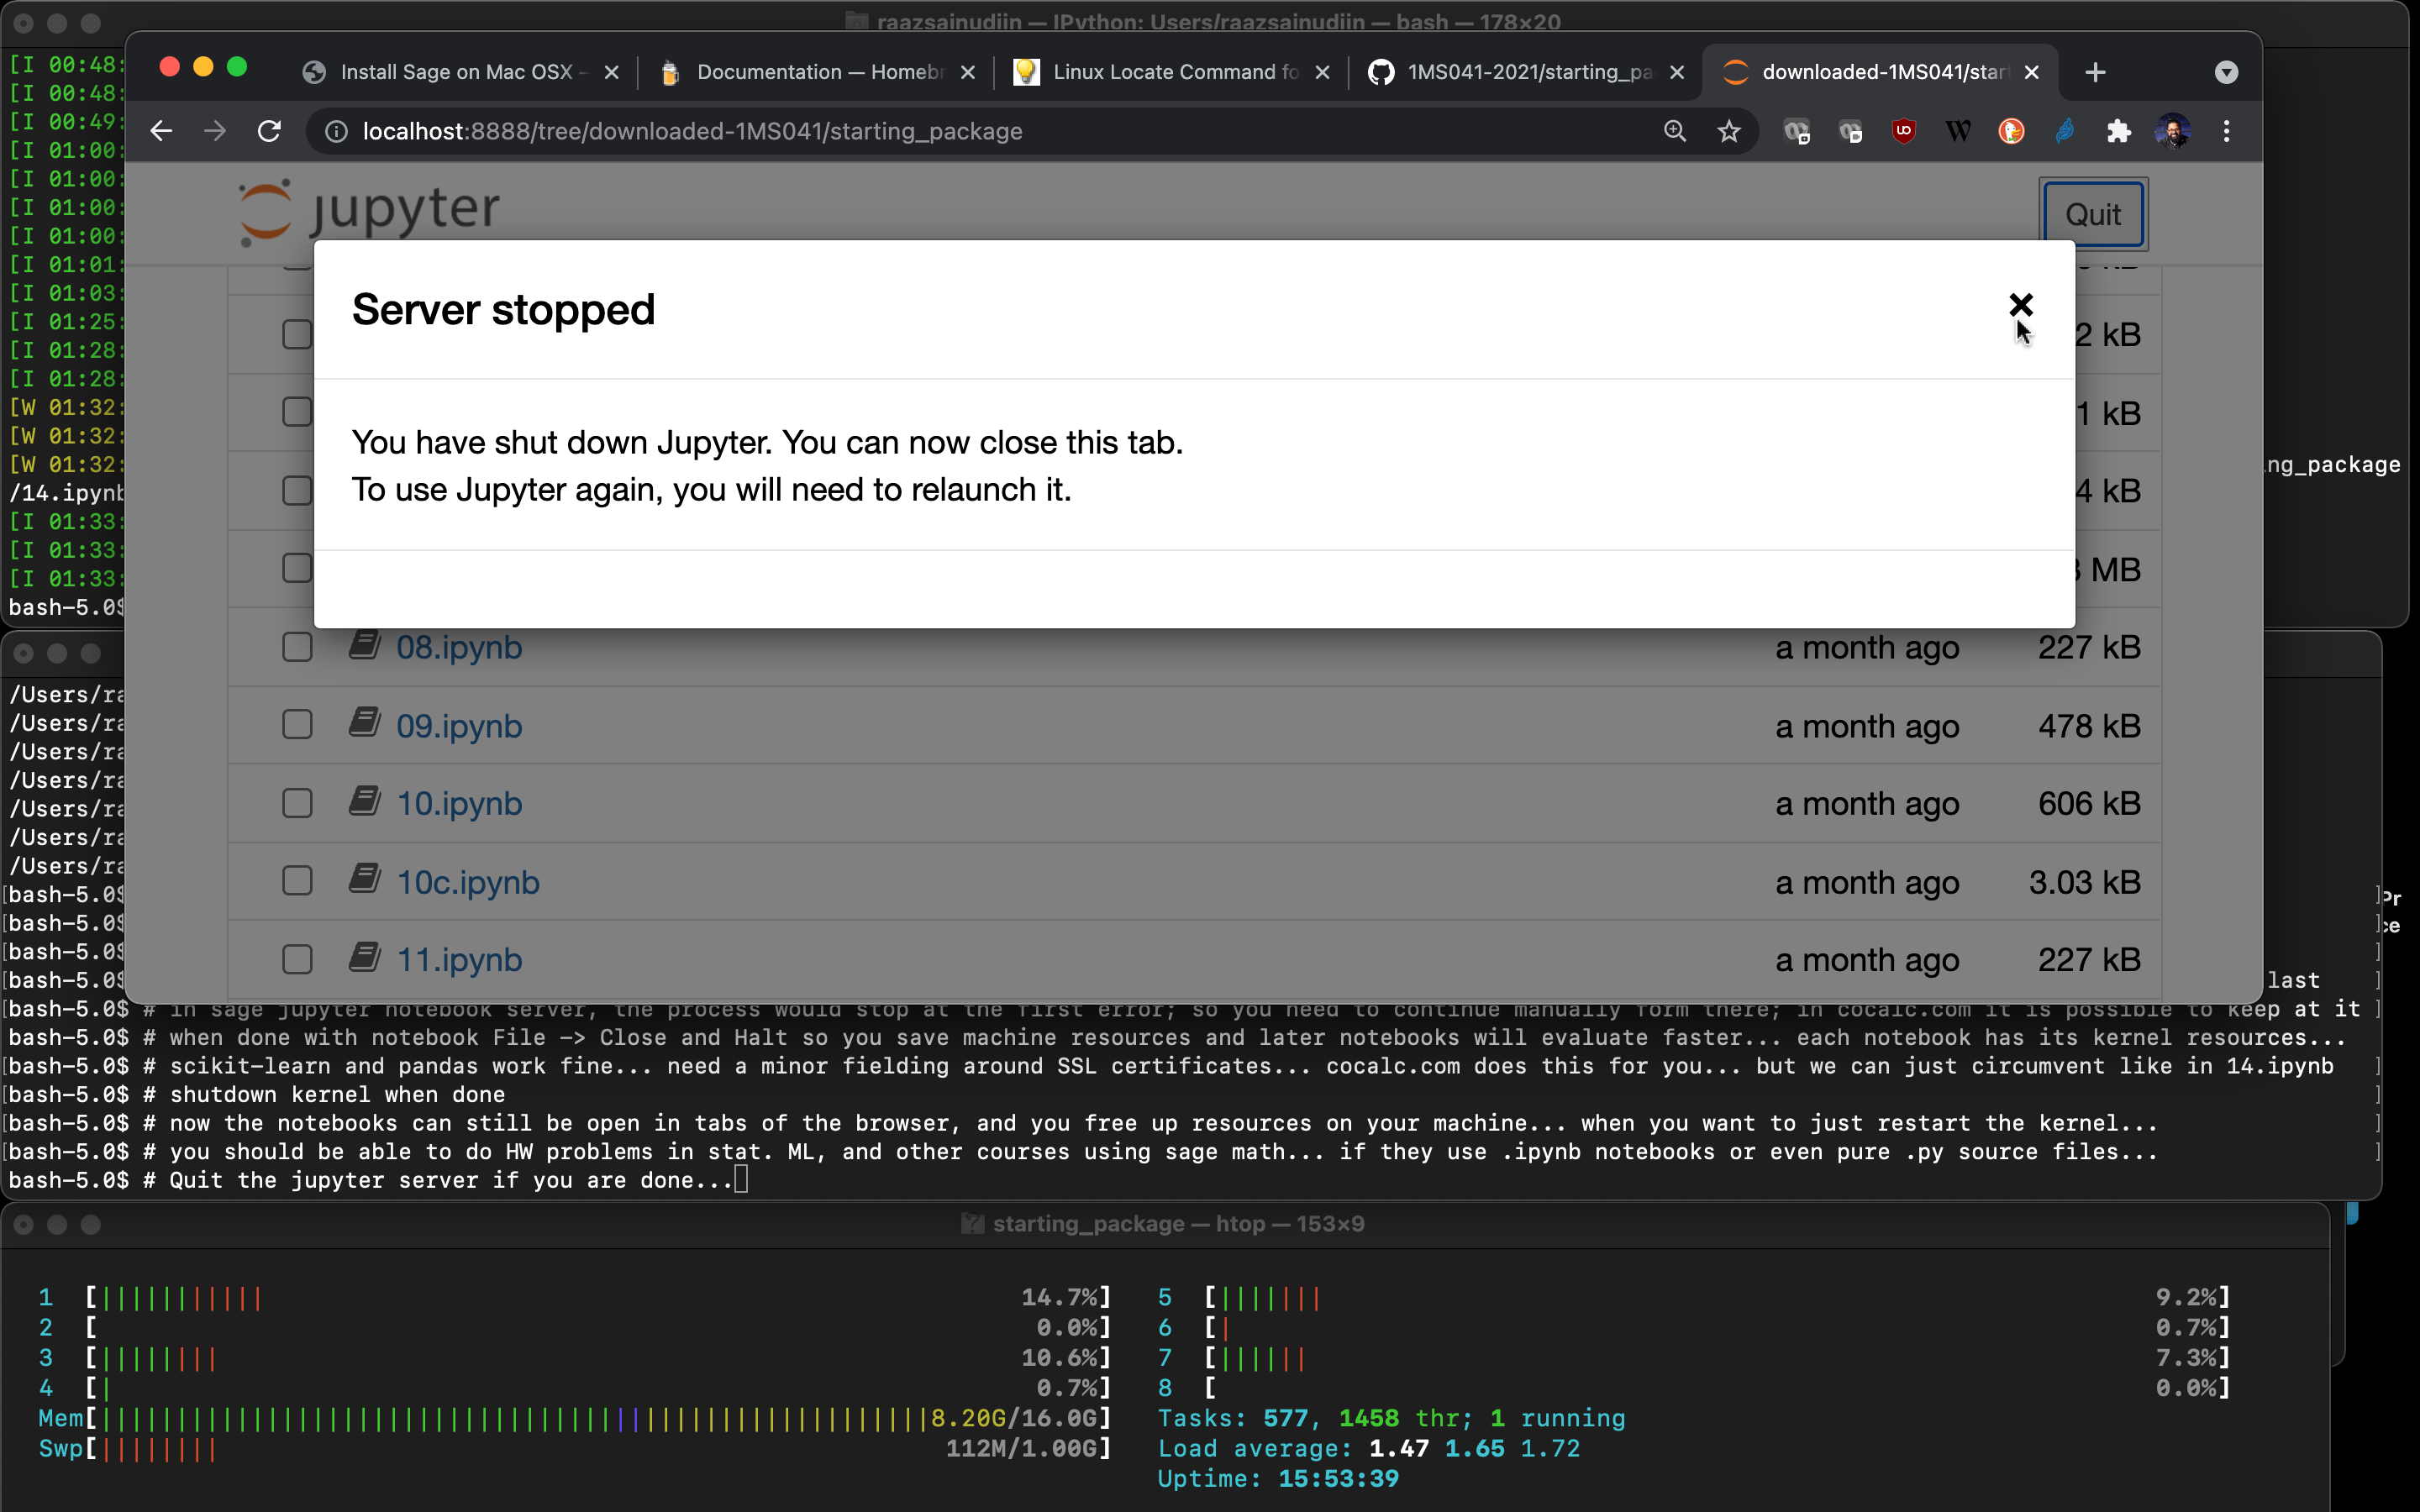 raazsainudiin — IPython: Users/raazsainudiin — bash — 178×20
Install Sage on Mac OSX - Documentation — Homebr Linux Locate Command fo 1MS041-2021/starting_pa downloaded-1MS041/star
localhost:8888/tree/downloaded-1MS041/starting_package
jupyter
Quit
[I 00:48:
[I 00:48:
[I 00:49:
[I 01:00:
[I 01:00:
[I 01:00:
[I 01:00:
[I 01:01:
[I 01:03:
[I 01:25:
[I 01:28:
[I 01:28:
[W 01:32:
[W 01:32:
[W 01:32: ng_package
/14.ipynb
[I 01:33:
[I 01:33:
[I 01:33:
bash-5.0$
Server stopped
You have shut down Jupyter. You can now close this tab.
To use Jupyter again, you will need to relaunch it.
2 kB
1 kB
4 kB
MB
08.ipynb a month ago 227 kB
09.ipynb a month ago 478 kB
10.ipynb a month ago 606 kB
10c.ipynb a month ago 3.03 kB
11.ipynb a month ago 227 kB
/Users/ra
/Users/ra
/Users/ra
/Users/ra
/Users/ra
/Users/ra
/Users/ra
[bash-5.0$ ]Pr
[bash-5.0$ ]ce
[bash-5.0$ ]
[bash-5.0$ last ]
[bash-5.0$ # in sage jupyter notebook server, the process would stop at the first error; so you need to continue manually form there; in cocalc.com it is possible to keep at it ]
bash-5.0$ # when done with notebook File -> Close and Halt so you save machine resources and later notebooks will evaluate faster... each notebook has its kernel resources...
[bash-5.0$ # scikit-learn and pandas work fine... need a minor fielding around SSL certificates... cocalc.com does this for you... but we can just circumvent like in 14.ipynb ]
[bash-5.0$ # shutdown kernel when done ]
[bash-5.0$ # now the notebooks can still be open in tabs of the browser, and you free up resources on your machine... when you want to just restart the kernel... ]
[bash-5.0$ # you should be able to do HW problems in stat. ML, and other courses using sage math... if they use .ipynb notebooks or even pure .py source files... ]
bash-5.0$ # Quit the jupyter server if you are done...
starting_package — htop — 153×9
1 [||||||||||| 14.7%] 5 [||||||| 9.2%]
2 [ 0.0%] 6 [| 0.7%]
3 [|||||||| 10.6%] 7 [|||||| 7.3%]
4 [| 0.7%] 8 [ 0.0%]
Mem[||||||||||||||||||||||||||||||||||||||||||||||||||||||||8.20G/16.0G] Tasks: 577, 1458 thr; 1 running
Swp[|||||||| 112M/1.00G] Load average: 1.47 1.65 1.72
Uptime: 15:53:39